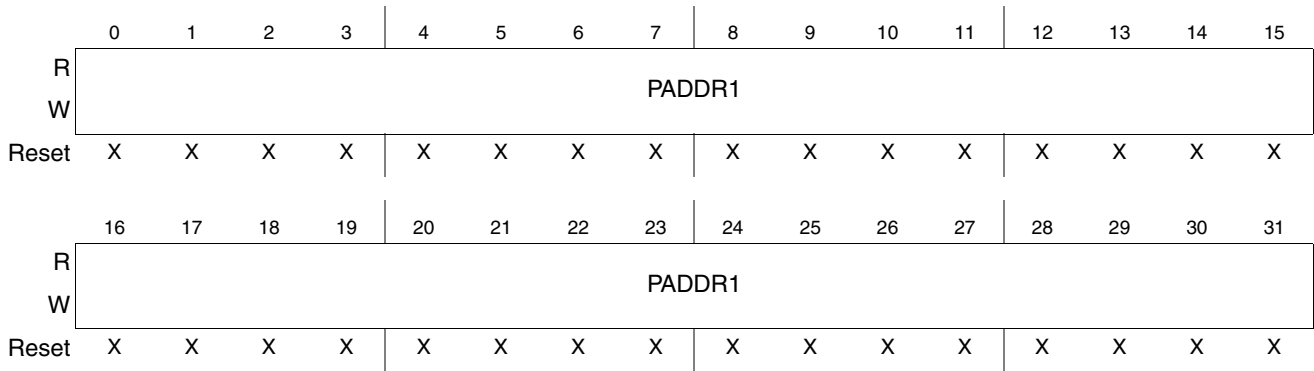 0 1 2 3 4 5 6 7 8 9 10 11 12 13 14 15
R
PADDR1
W
Reset X X X X X X X X X X X X X X X X
16 17 18 19 20 21 22 23 24 25 26 27 28 29 30 31
R
PADDR1
W
Reset X X X X X X X X X X X X X X X X